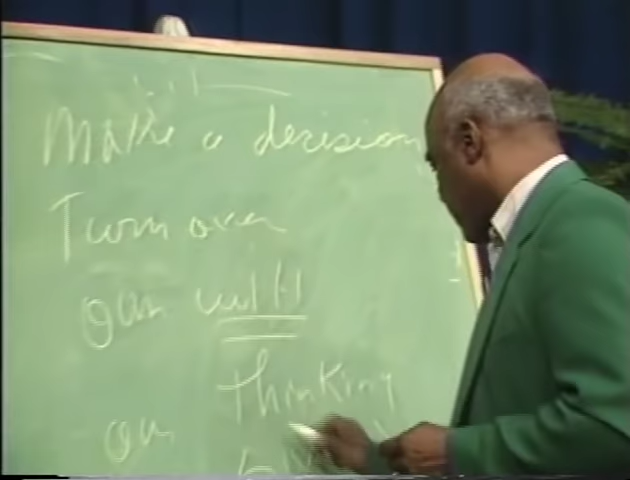 Make a decision
Turn over
our will
Thinking
our